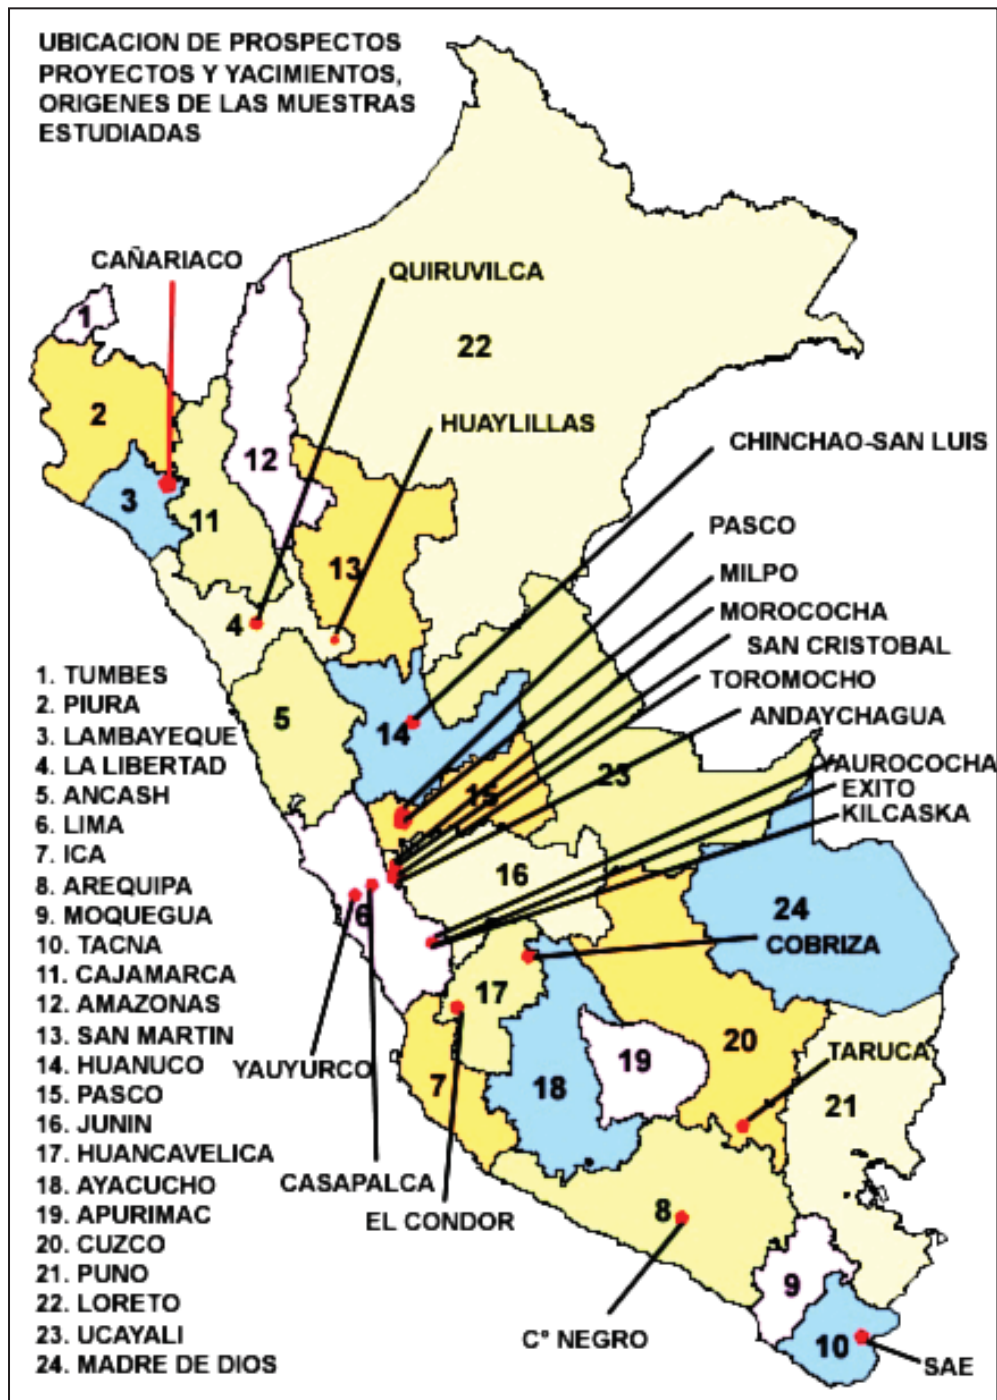 UBICACION DE PROSPECTOS
PROYECTOS Y YACIMIENTOS,
ORIGENES DE LAS MUESTRAS
ESTUDIADAS
CAÑARIACO
QUIRUVILCA
1
22
2
HUAYLILLAS
CHINCHAO-SAN LUIS
12
3
11
PASCO
13
MILPO
MOROCOCHA
4
SAN CRISTOBAL
TOROMOCHO
5
14
ANDAYCHAGUA
23
YAUROCOCHA
15
EXITO
KILCASKA
16
6
24
COBRIZA
17
20
TARUCA
19
YAUYURCO
7
18
21
CASAPALCA
EL CONDOR
8
9
C° NEGRO
10
SAE
1. TUMBES
2. PIURA
3. LAMBAYEQUE
4. LA LIBERTAD
5. ANCASH
6. LIMA
7. ICA
8. AREQUIPA
9. MOQUEGUA
10. TACNA
11. CAJAMARCA
12. AMAZONAS
13. SAN MARTIN
14. HUANUCO
15. PASCO
16. JUNIN
17. HUANCAVELICA
18. AYACUCHO
19. APURIMAC
20. CUZCO
21. PUNO
22. LORETO
23. UCAYALI
24. MADRE DE DIOS